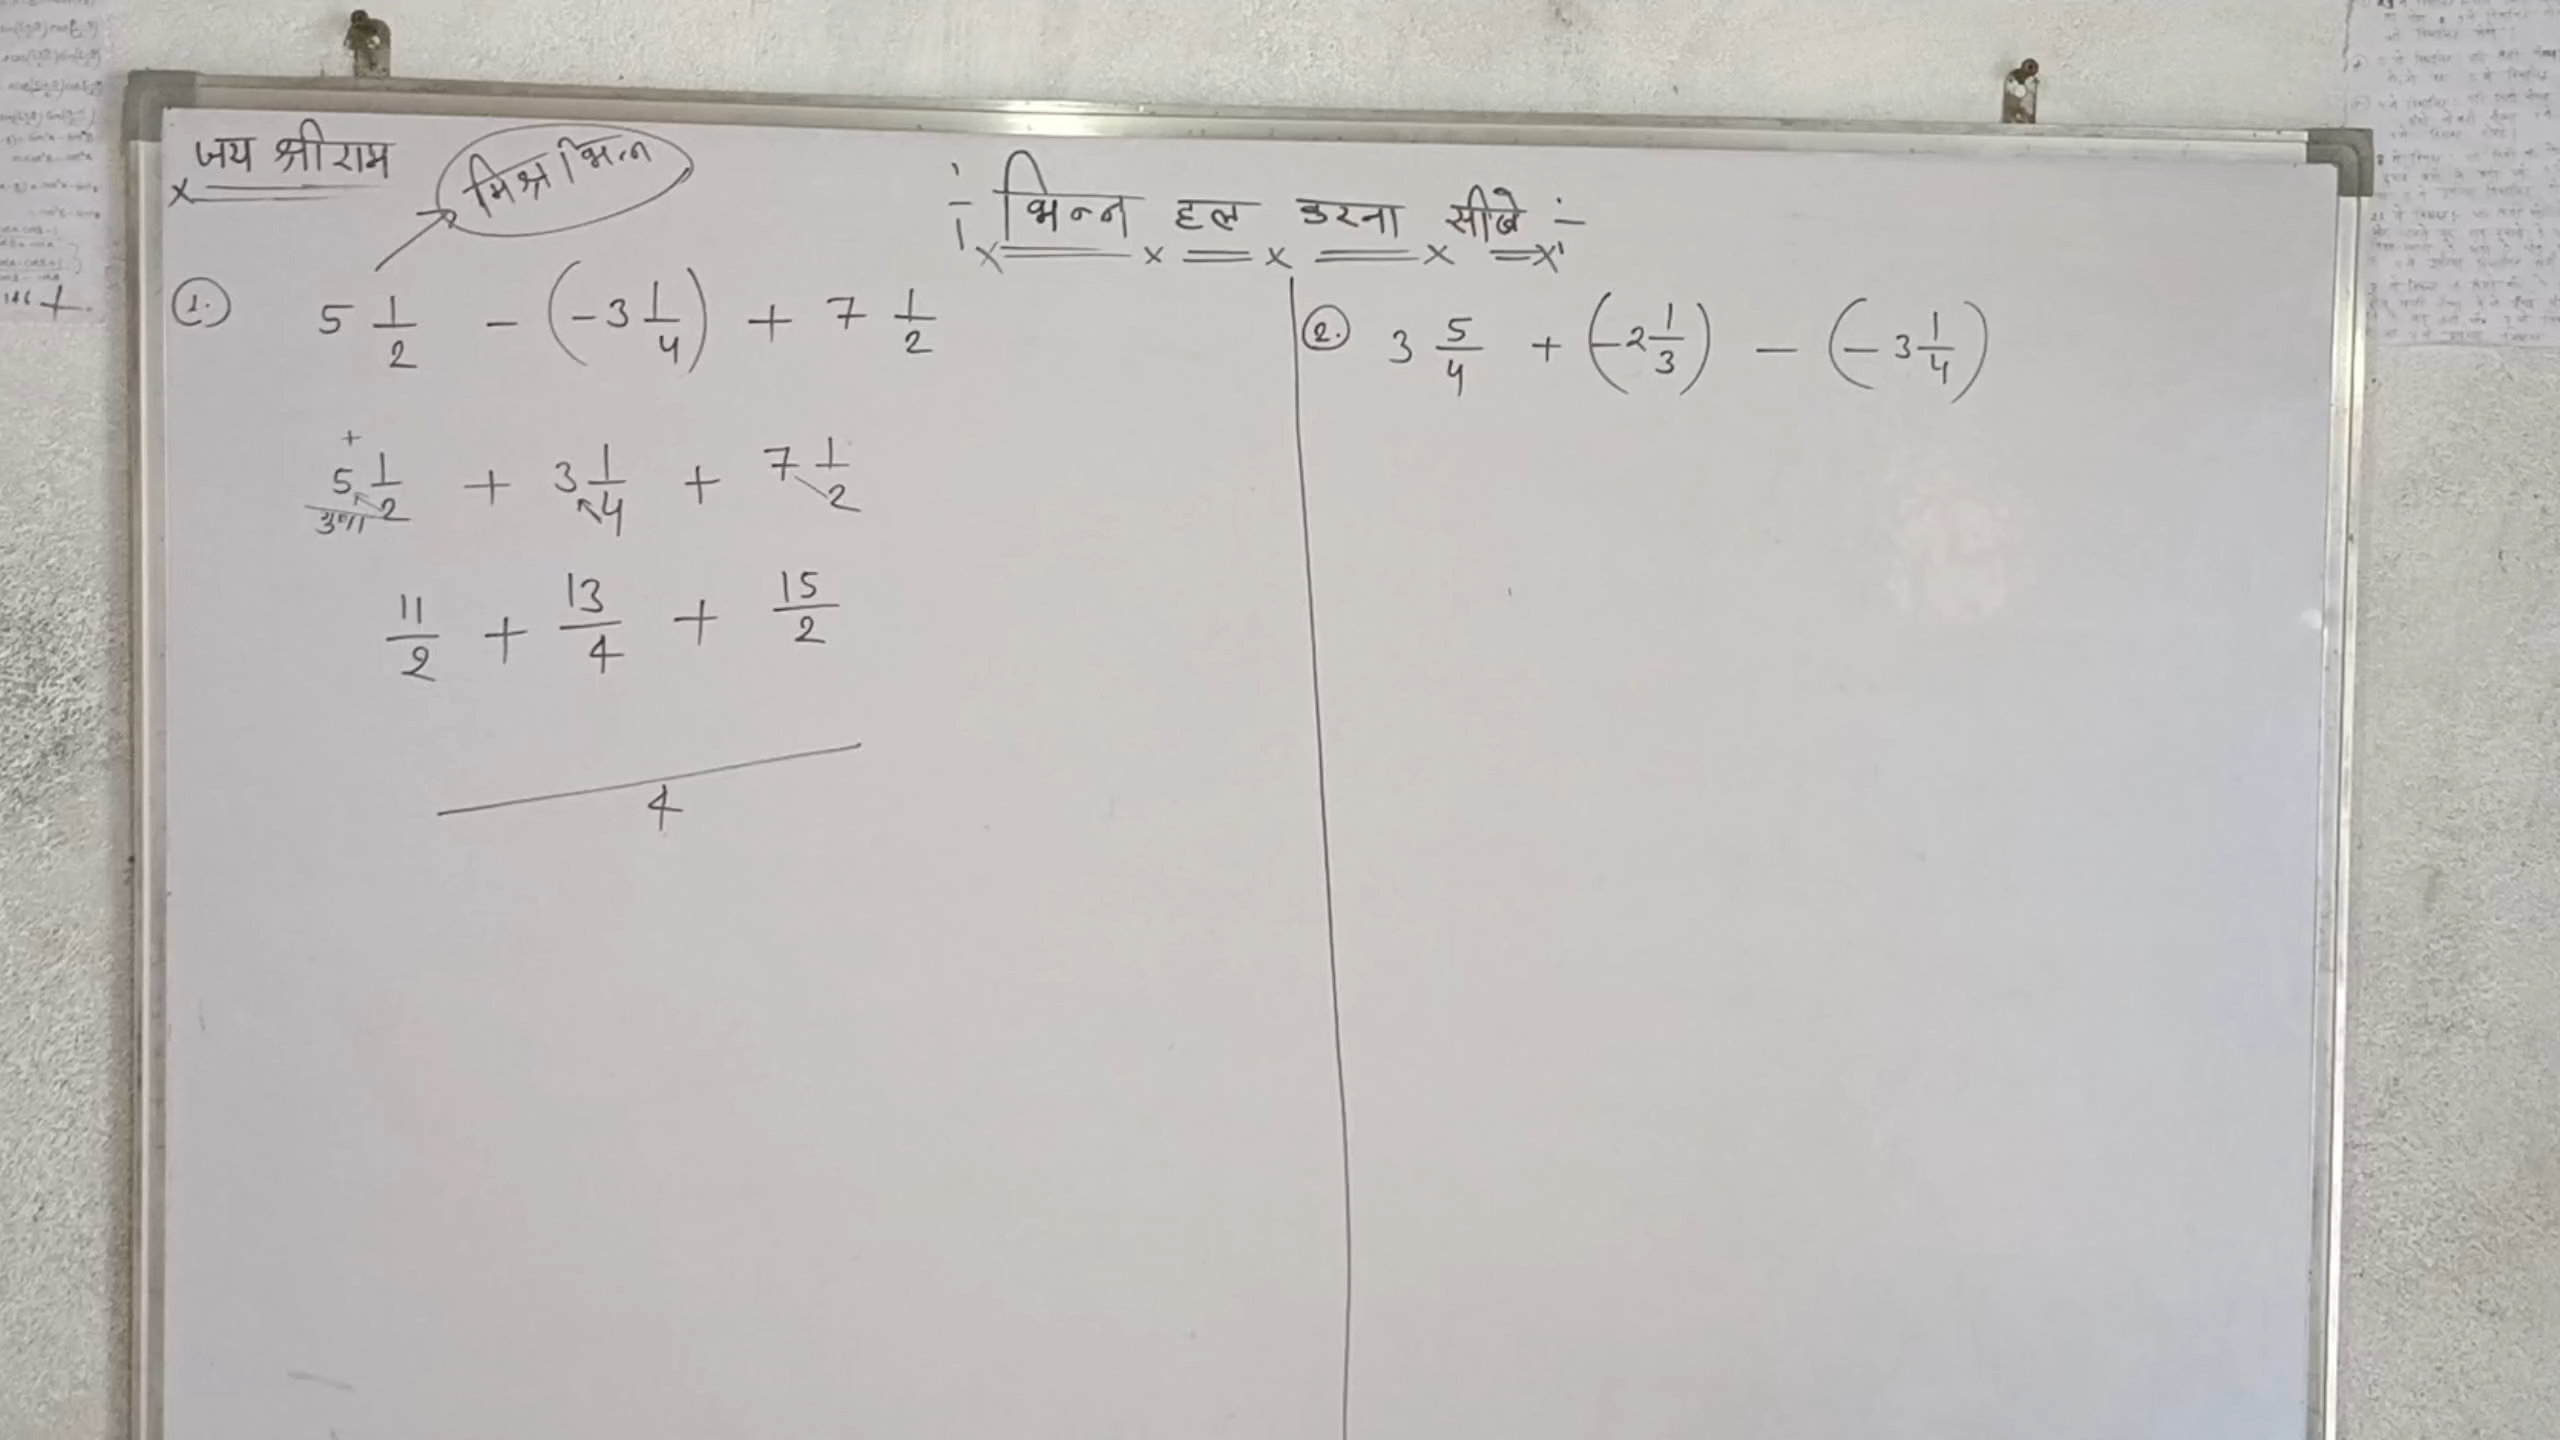 जय श्री राम
मिश्र भिन्न
:- भिन्न हल करना सीखे :-
①. 5 1/2 - (-3 1/4) + 7 1/2
+
5 1/2 + 3 1/4 + 7 1/2
गुणा
11/2 + 13/4 + 15/2
4
②. 3 5/4 + (-2 1/3) - (-3 1/4)